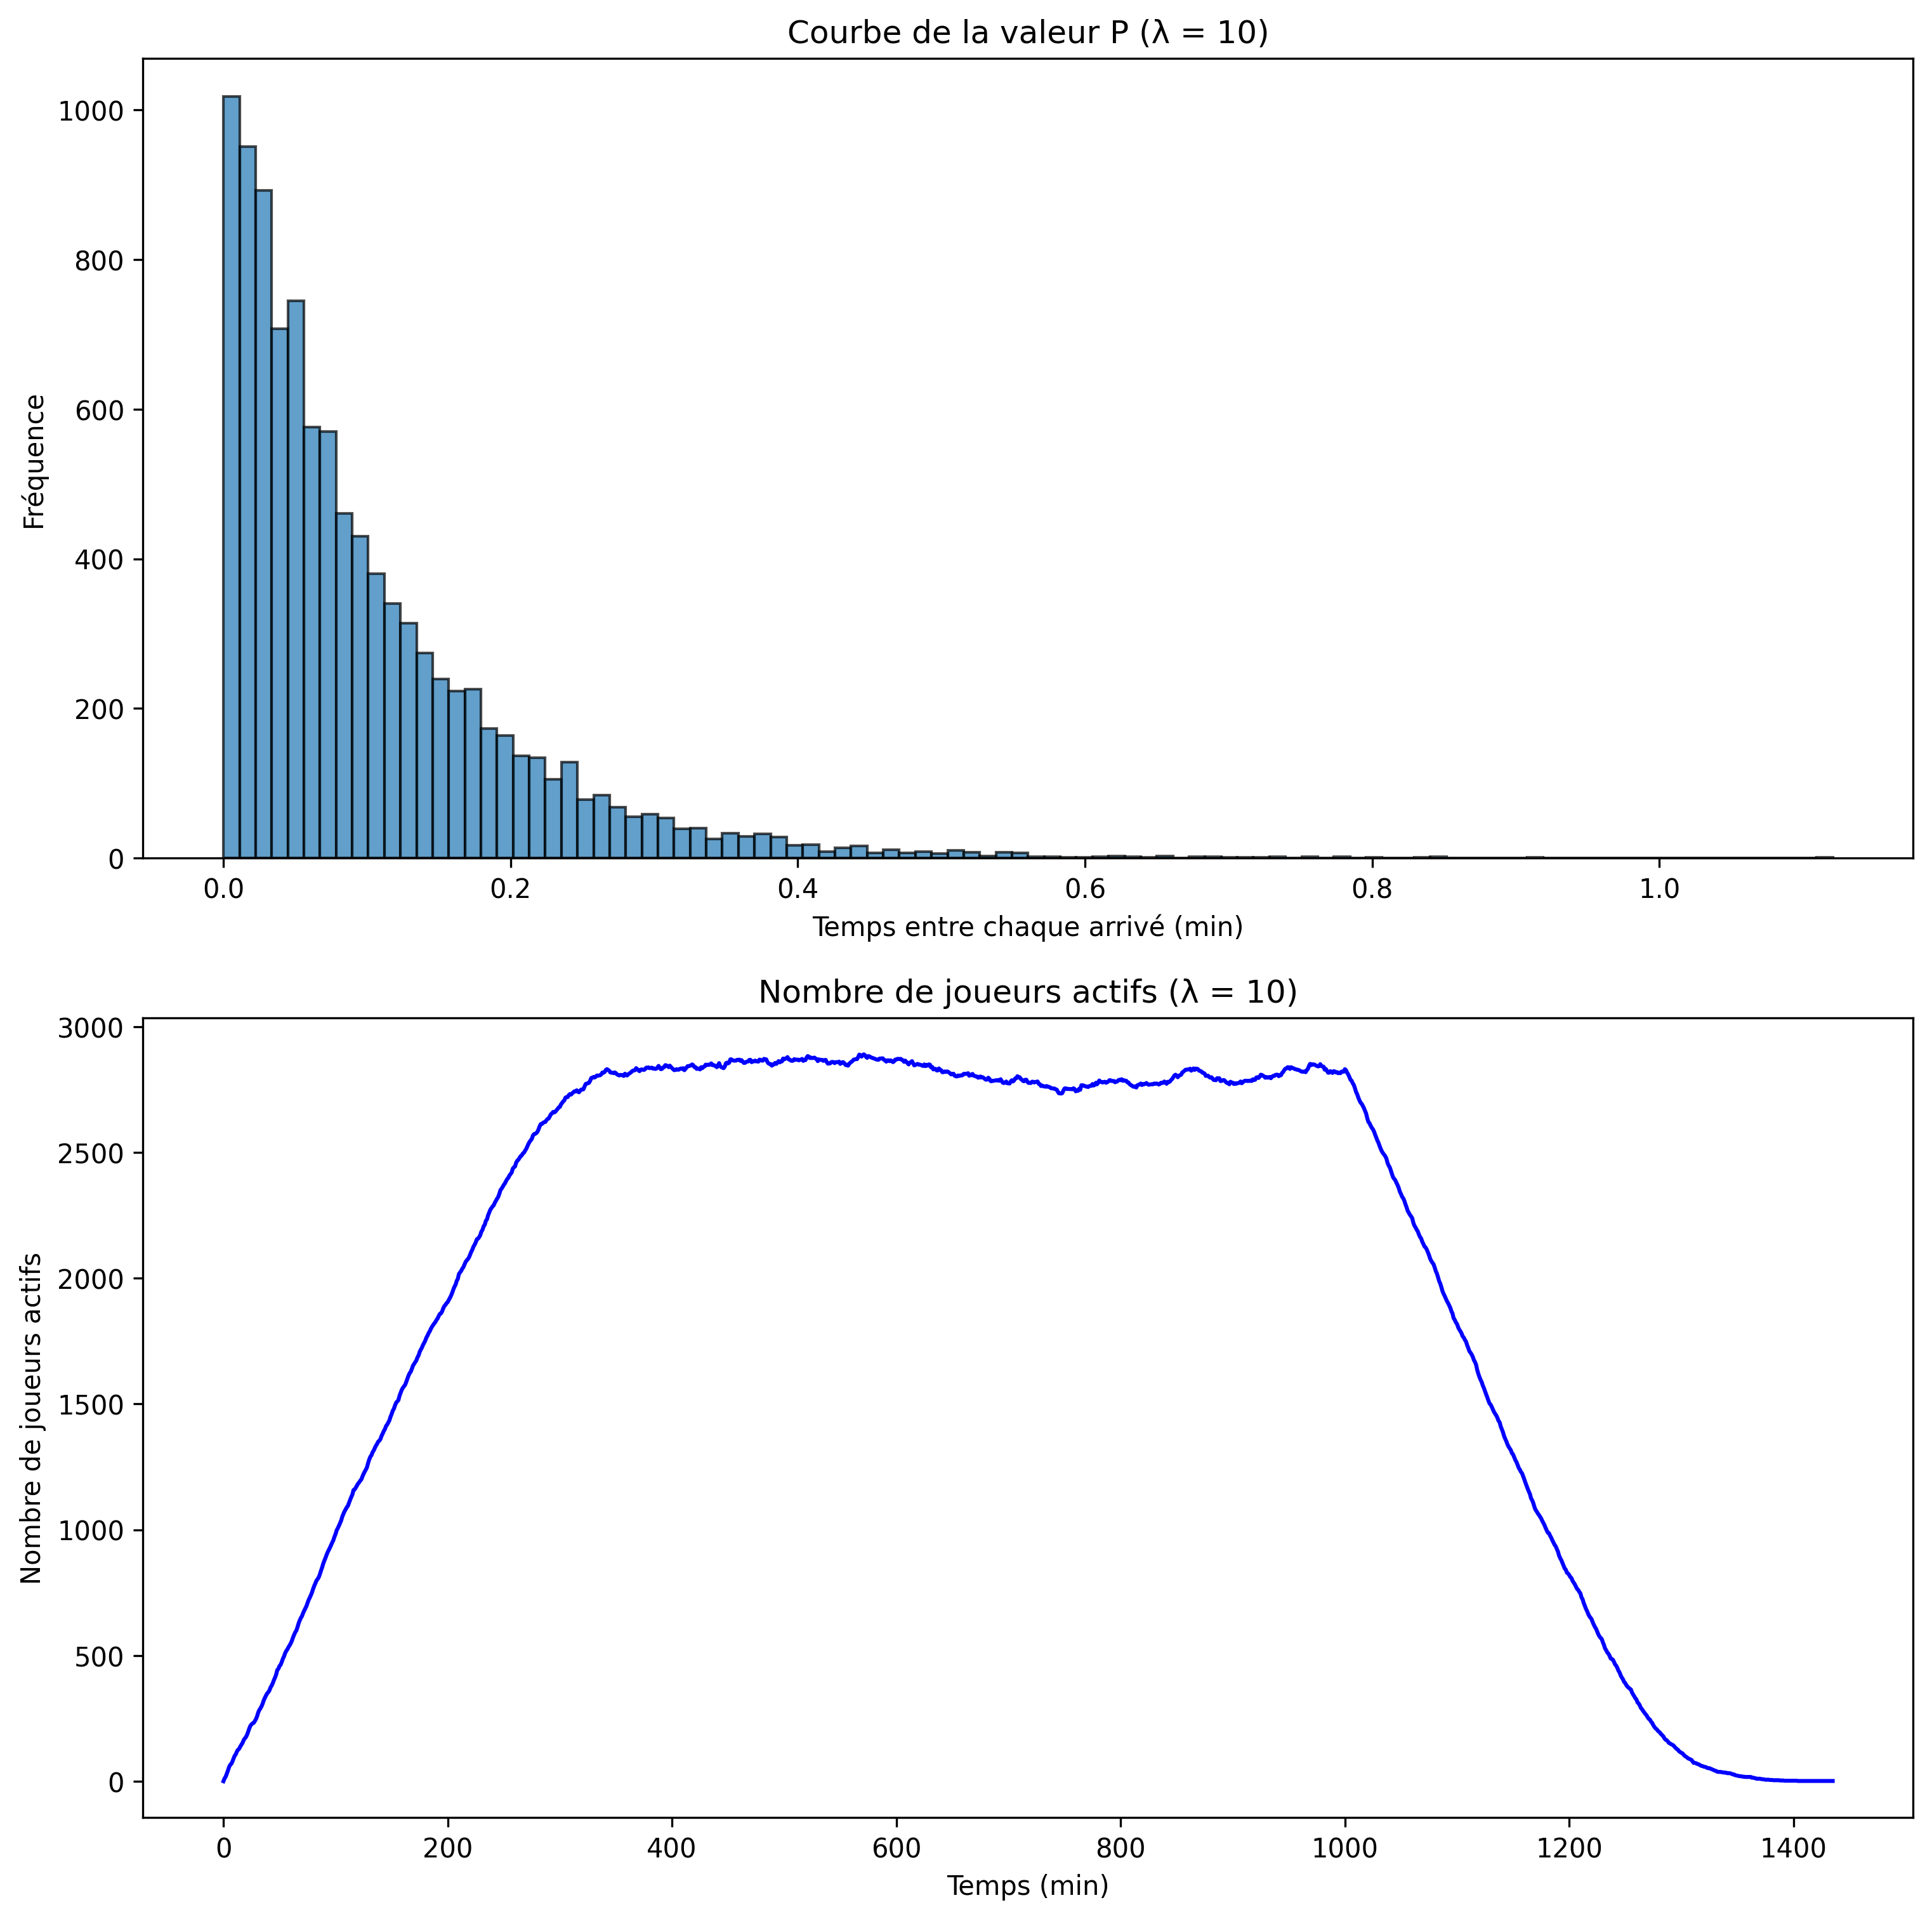 Courbe de la valeur P (λ = 10)
1000
800
600
400
200
0
Fréquence
0.0 0.2 0.4 0.6 0.8 1.0
Temps entre chaque arrivé (min)
Nombre de joueurs actifs (λ = 10)
3000
2500
2000
1500
1000
500
0
Nombre de joueurs actifs
0 200 400 600 800 1000 1200 1400
Temps (min)